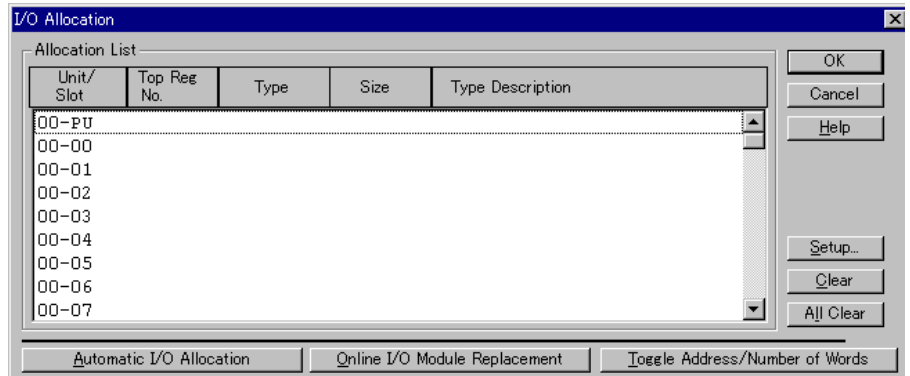 I/O Allocation
Allocation List
Unit/
Slot
Top Reg
No.
Type
Size
Type Description
00-PU
00-00
00-01
00-02
00-03
00-04
00-05
00-06
00-07
OK
Cancel
Help
Setup...
Clear
All Clear
Automatic I/O Allocation
Online I/O Module Replacement
Toggle Address/Number of Words